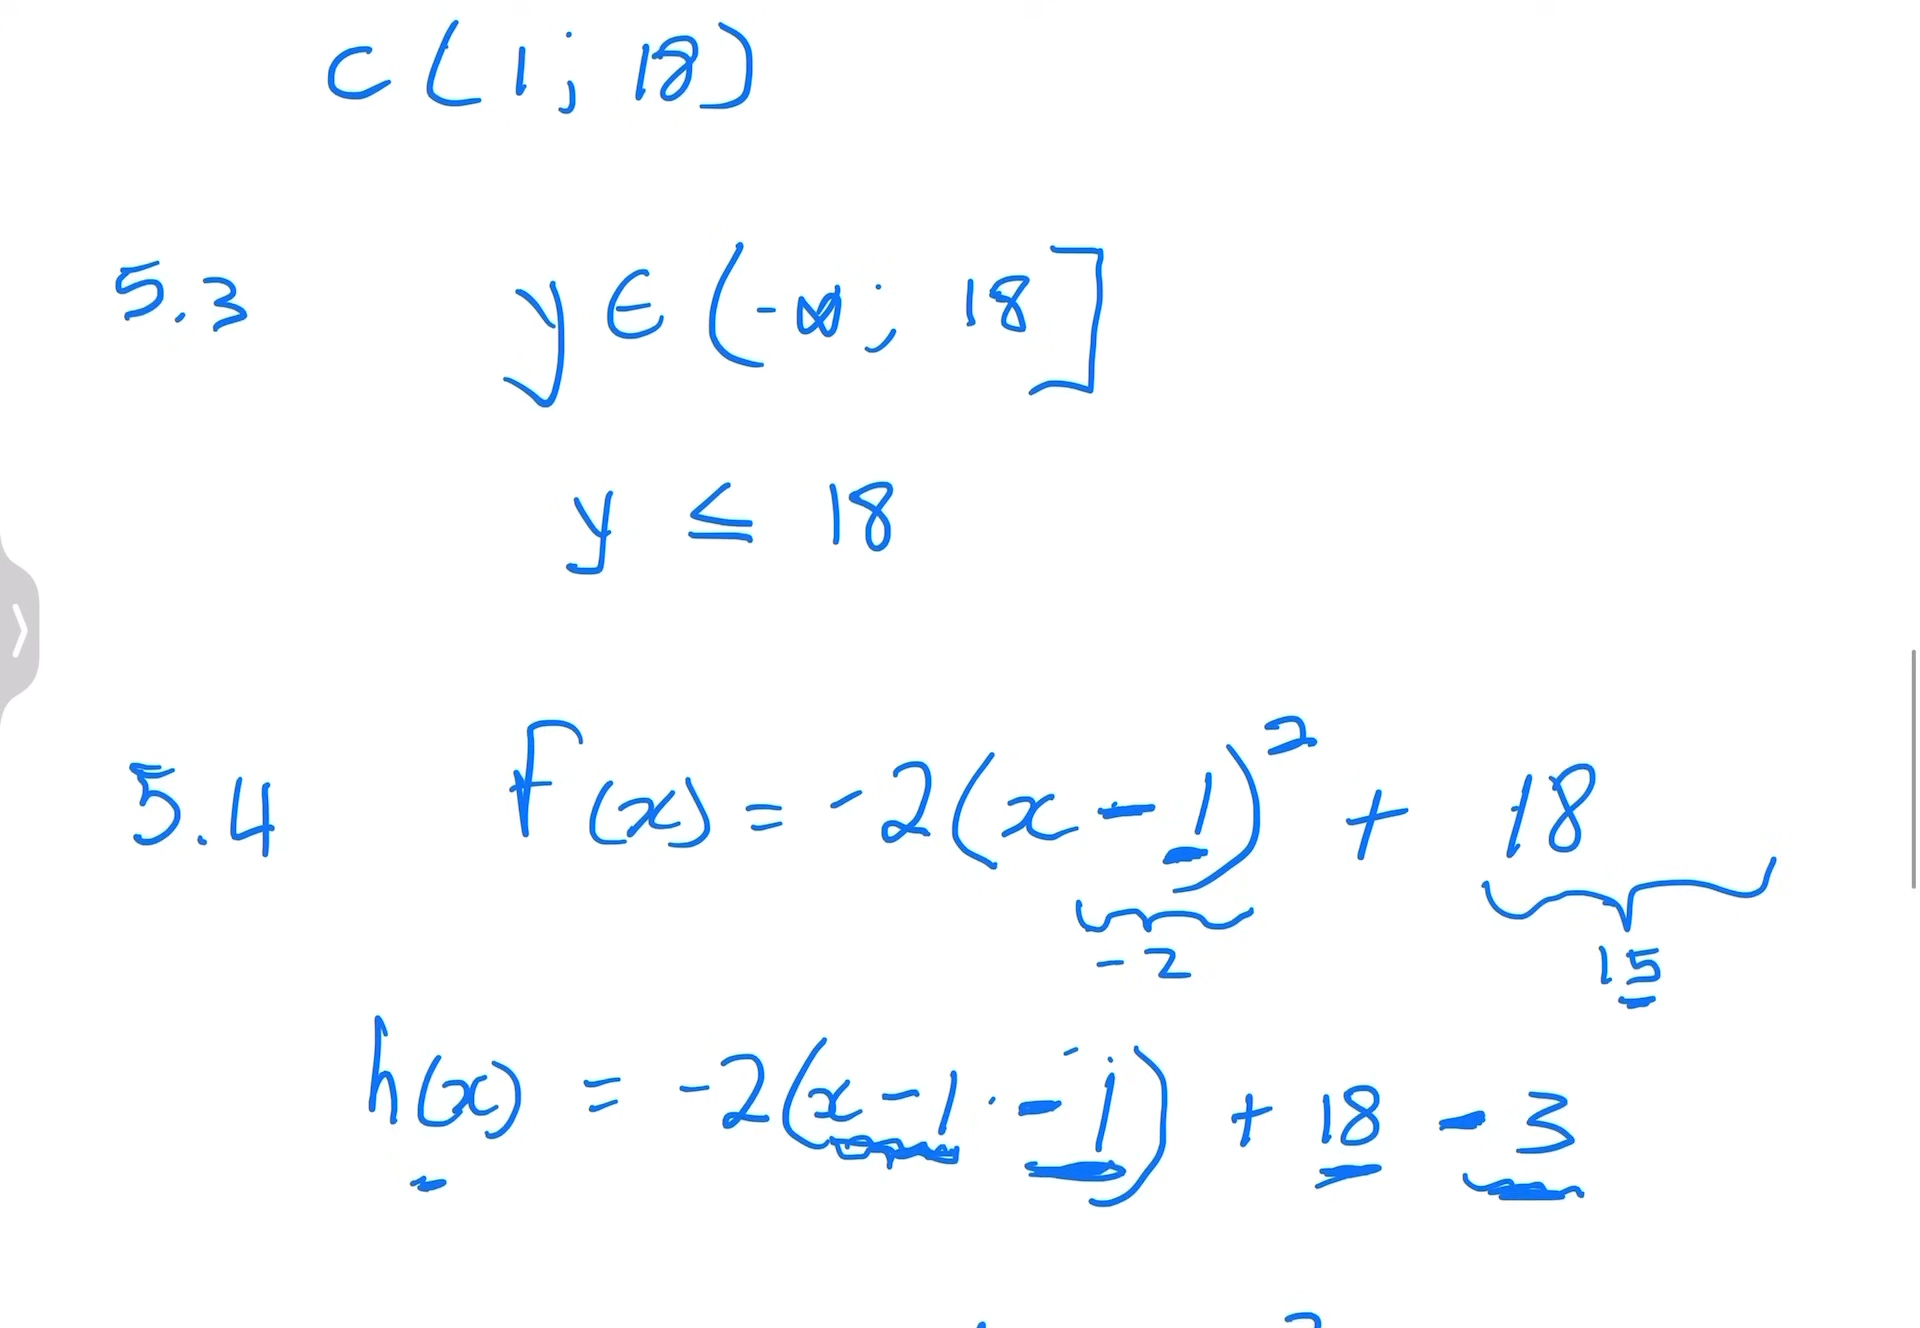 C(1; 18)
5.3 y ∈ (-∞; 18]
y ≤ 18
5.4 f(x) = -2(x - 1)² + 18
-2 15
h(x) = -2(x - 1 - 1) + 18 - 3